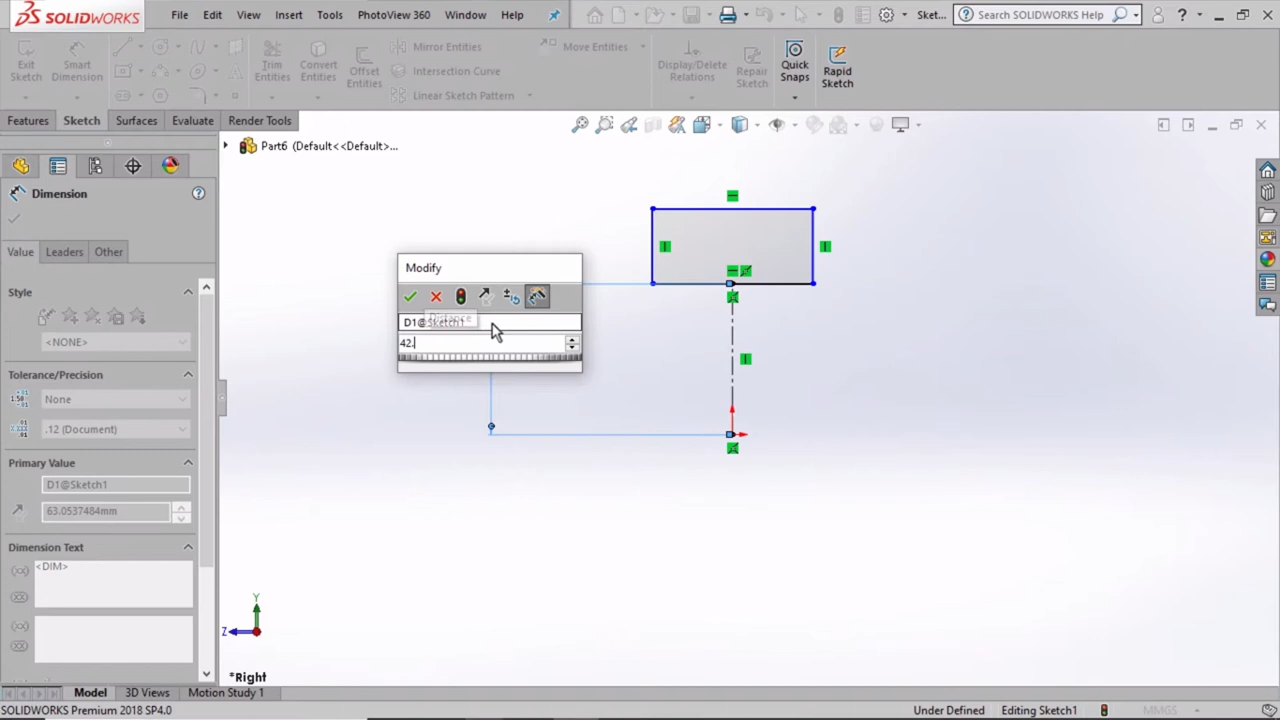 SOLIDWORKS
File Edit View Insert Tools PhotoView 360 Window Help
Sket...
Search SOLIDWORKS Help
?
Exit Sketch
Smart Dimension
Trim Entities
Convert Entities
Offset Entities
Mirror Entities
Intersection Curve
Linear Sketch Pattern
Move Entities
Display/Delete Relations
Repair Sketch
Quick Snaps
Rapid Sketch
Features Sketch Surfaces Evaluate Render Tools
Part6 (Default<<Default>...
Dimension
Value Leaders Other
Style
<NONE>
Tolerance/Precision
None
.12 (Document)
Primary Value
D1@Sketch1
63.0537484mm
Dimension Text
<DIM>
Modify
D1@Sketch1
Distance
42.
Y
Z
*Right
Model 3D Views Motion Study 1
SOLIDWORKS Premium 2018 SP4.0
Under Defined Editing Sketch1 MMGS